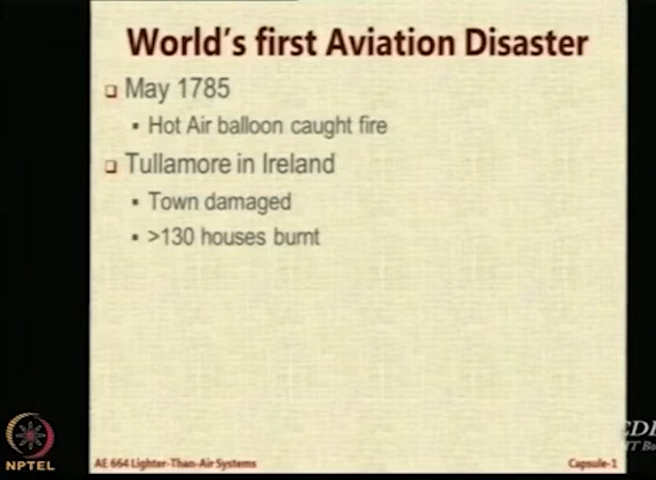 World's first Aviation Disaster
May 1785
Hot Air balloon caught fire
Tullamore in Ireland
Town damaged
>130 houses burnt
NPTEL
AE 664 Lighter-Than-Air Systems
Capsule-1